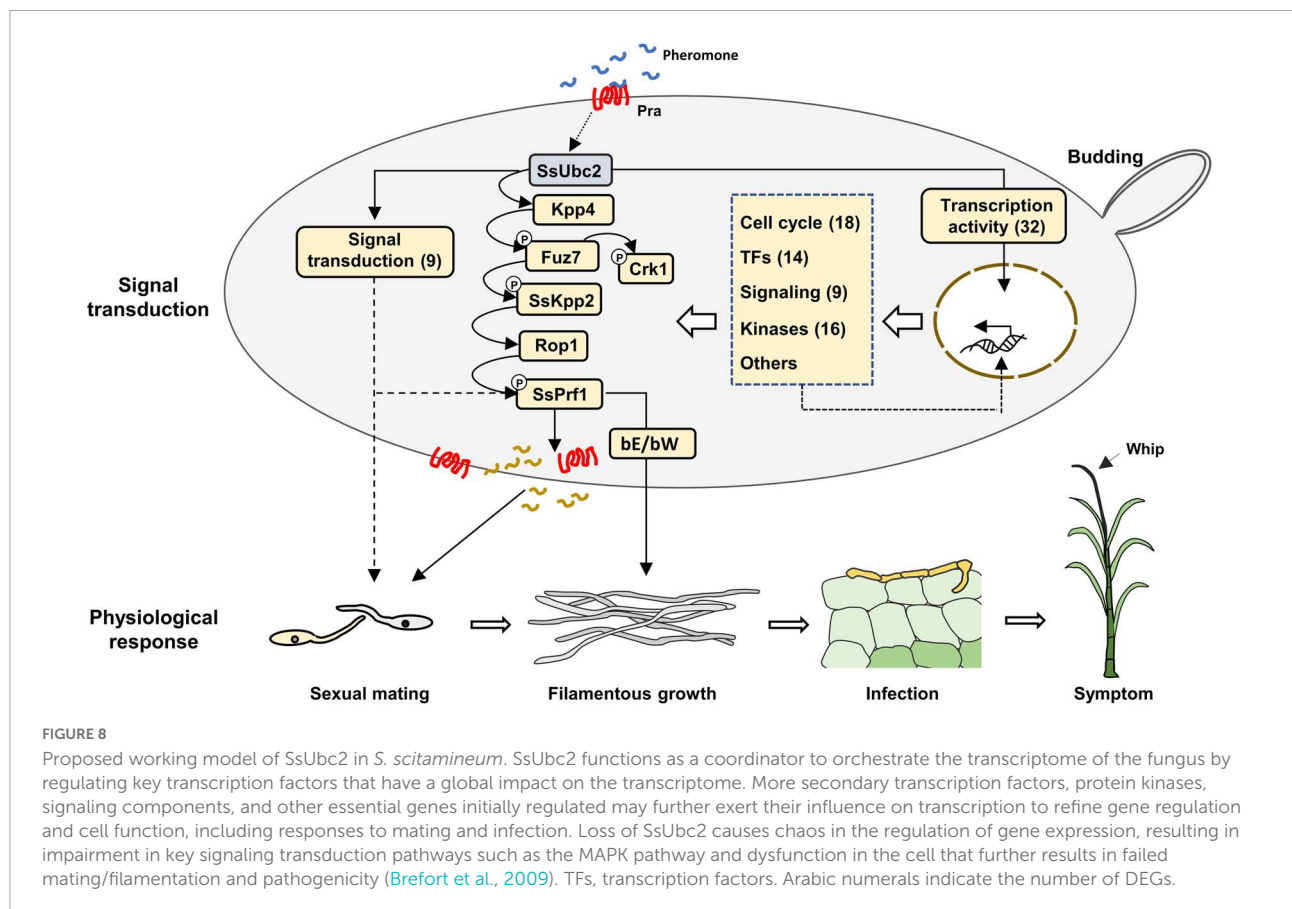 Pheromone
Pra
Budding
SsUbc2
Kpp4
Transcription
activity (32)
Cell cycle (18)
Signal
transduction (9)
P
Fuz7
P
Crk1
TFs (14)
Signal
transduction
P
SsKpp2
Signaling (9)
Rop1
Kinases (16)
Others
P
SsPrf1
bE/bW
Whip
Physiological
response
Sexual mating
Filamentous growth
Infection
Symptom
FIGURE 8
Proposed working model of SsUbc2 in S. scitamineum. SsUbc2 functions as a coordinator to orchestrate the transcriptome of the fungus by
regulating key transcription factors that have a global impact on the transcriptome. More secondary transcription factors, protein kinases,
signaling components, and other essential genes initially regulated may further exert their influence on transcription to refine gene regulation
and cell function, including responses to mating and infection. Loss of SsUbc2 causes chaos in the regulation of gene expression, resulting in
impairment in key signaling transduction pathways such as the MAPK pathway and dysfunction in the cell that further results in failed
mating/filamentation and pathogenicity (Brefort et al., 2009). TFs, transcription factors. Arabic numerals indicate the number of DEGs.